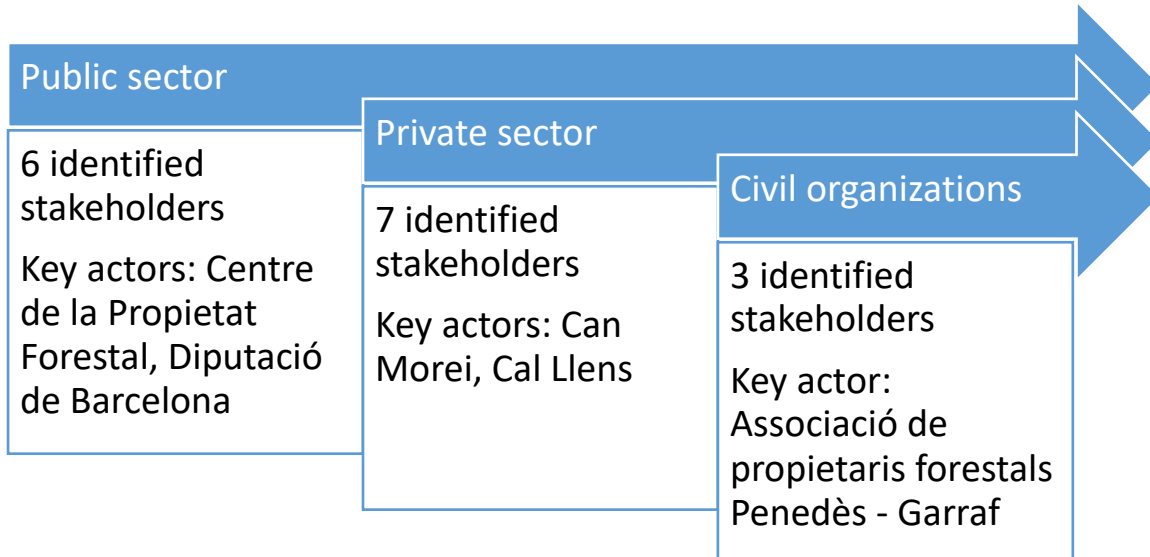 Public sector
6 identified
stakeholders
Key actors: Centre
de la Propietat
Forestal, Diputació
de Barcelona
Private sector
7 identified
stakeholders
Key actors: Can
Morei, Cal Llens
Civil organizations
3 identified
stakeholders
Key actor:
Associació de
propietaris forestals
Penedès - Garraf